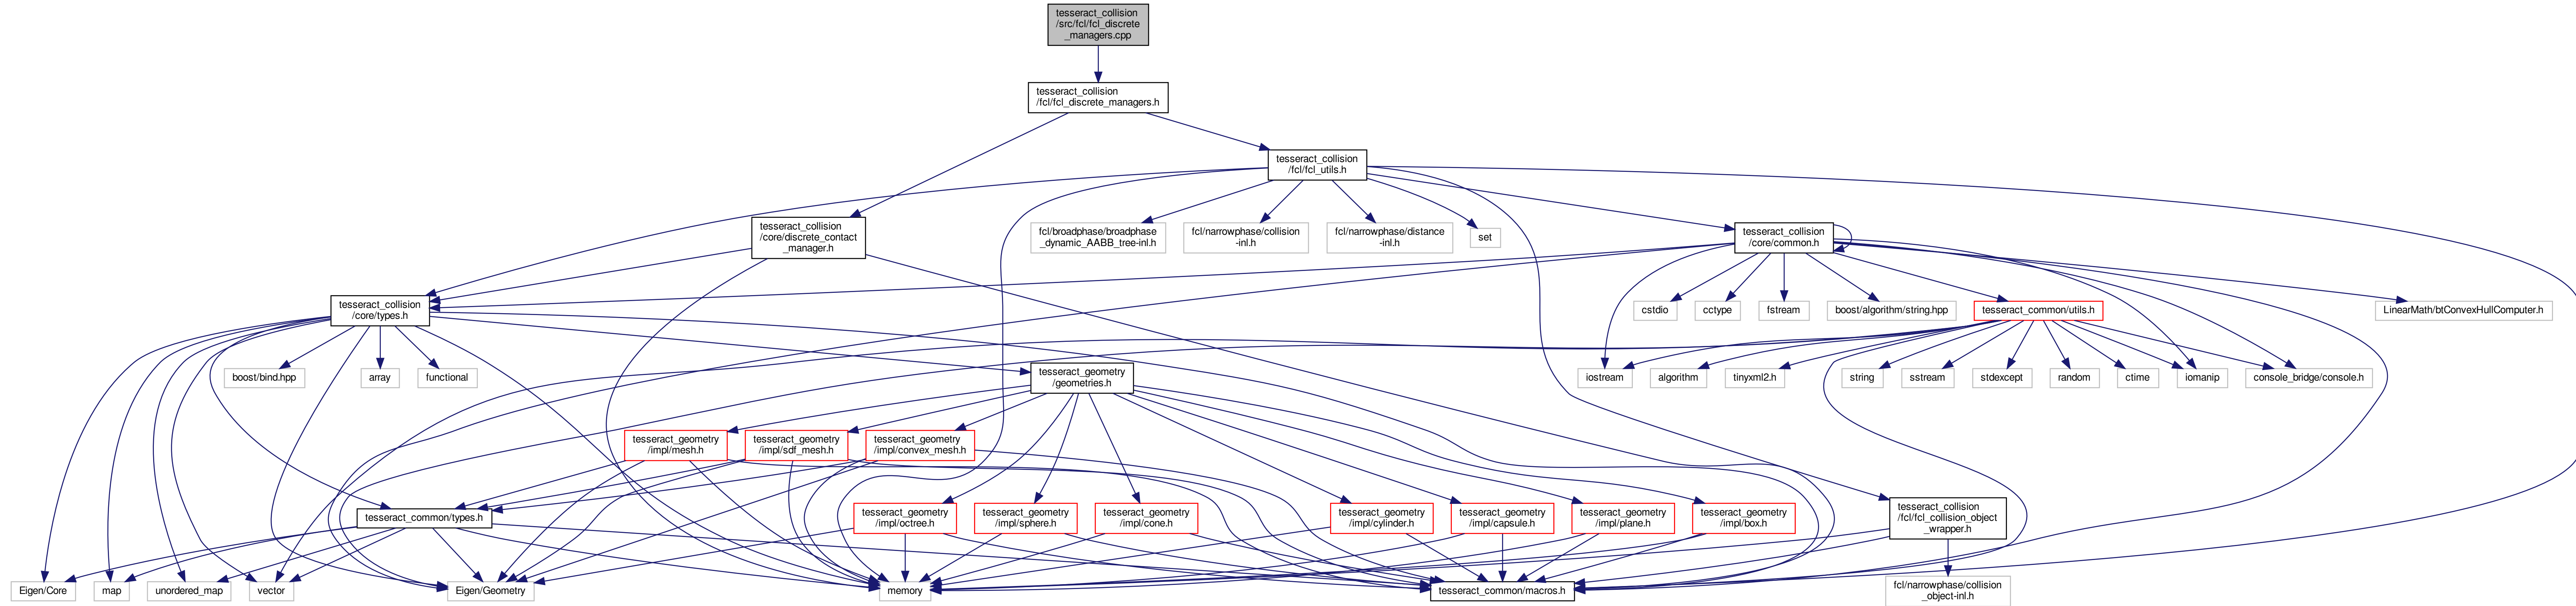 tesseract_collision
/src/fcl/fcl_discrete
_managers.cpp
tesseract_collision
/fcl/fcl_discrete_managers.h
tesseract_collision
/fcl/fcl_utils.h
tesseract_collision
/core/discrete_contact
_manager.h
fcl/broadphase/broadphase
_dynamic_AABB_tree-inl.h
fcl/narrowphase/collision
-inl.h
fcl/narrowphase/distance
-inl.h
set
tesseract_collision
/core/common.h
tesseract_collision
/core/types.h
cstdio
cctype
fstream
boost/algorithm/string.hpp
tesseract_common/utils.h
LinearMath/btConvexHullComputer.h
boost/bind.hpp
array
functional
tesseract_geometry
/geometries.h
iostream
algorithm
tinyxml2.h
string
sstream
stdexcept
random
ctime
iomanip
console_bridge/console.h
tesseract_geometry
/impl/mesh.h
tesseract_geometry
/impl/sdf_mesh.h
tesseract_geometry
/impl/convex_mesh.h
tesseract_common/types.h
tesseract_geometry
/impl/octree.h
tesseract_geometry
/impl/sphere.h
tesseract_geometry
/impl/cone.h
tesseract_geometry
/impl/cylinder.h
tesseract_geometry
/impl/capsule.h
tesseract_geometry
/impl/plane.h
tesseract_geometry
/impl/box.h
tesseract_collision
/fcl/fcl_collision_object
_wrapper.h
Eigen/Core
map
unordered_map
vector
Eigen/Geometry
memory
tesseract_common/macros.h
fcl/narrowphase/collision
_object-inl.h